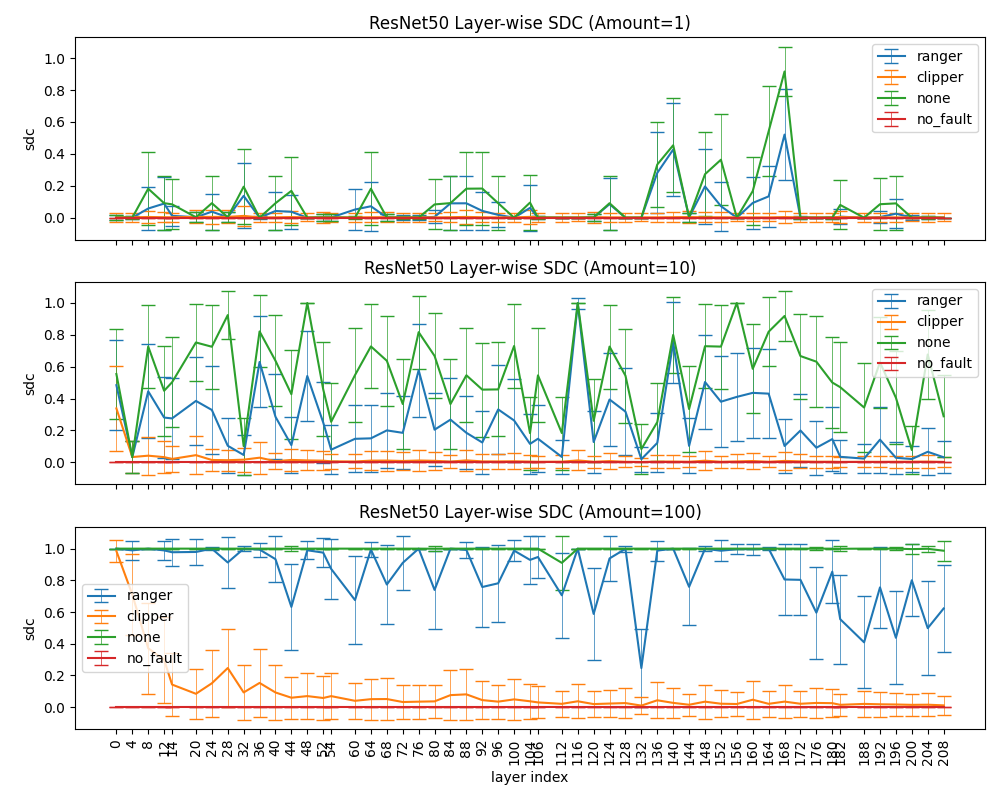 ResNet50 Layer-wise SDC (Amount=1)
sdc
1.0
0.8
0.6
0.4
0.2
0.0
ranger
clipper
none
no_fault
ResNet50 Layer-wise SDC (Amount=10)
sdc
1.0
0.8
0.6
0.4
0.2
0.0
ranger
clipper
none
no_fault
ResNet50 Layer-wise SDC (Amount=100)
sdc
1.0
0.8
0.6
0.4
0.2
0.0
ranger
clipper
none
no_fault
0 4 8 12 14 20 24 28 32 36 40 44 48 52 54 60 64 68 72 76 80 84 88 92 96 100 104 106 112 116 120 124 128 132 136 140 144 148 152 156 160 164 168 172 176 180 182 188 192 196 200 204 208
layer index